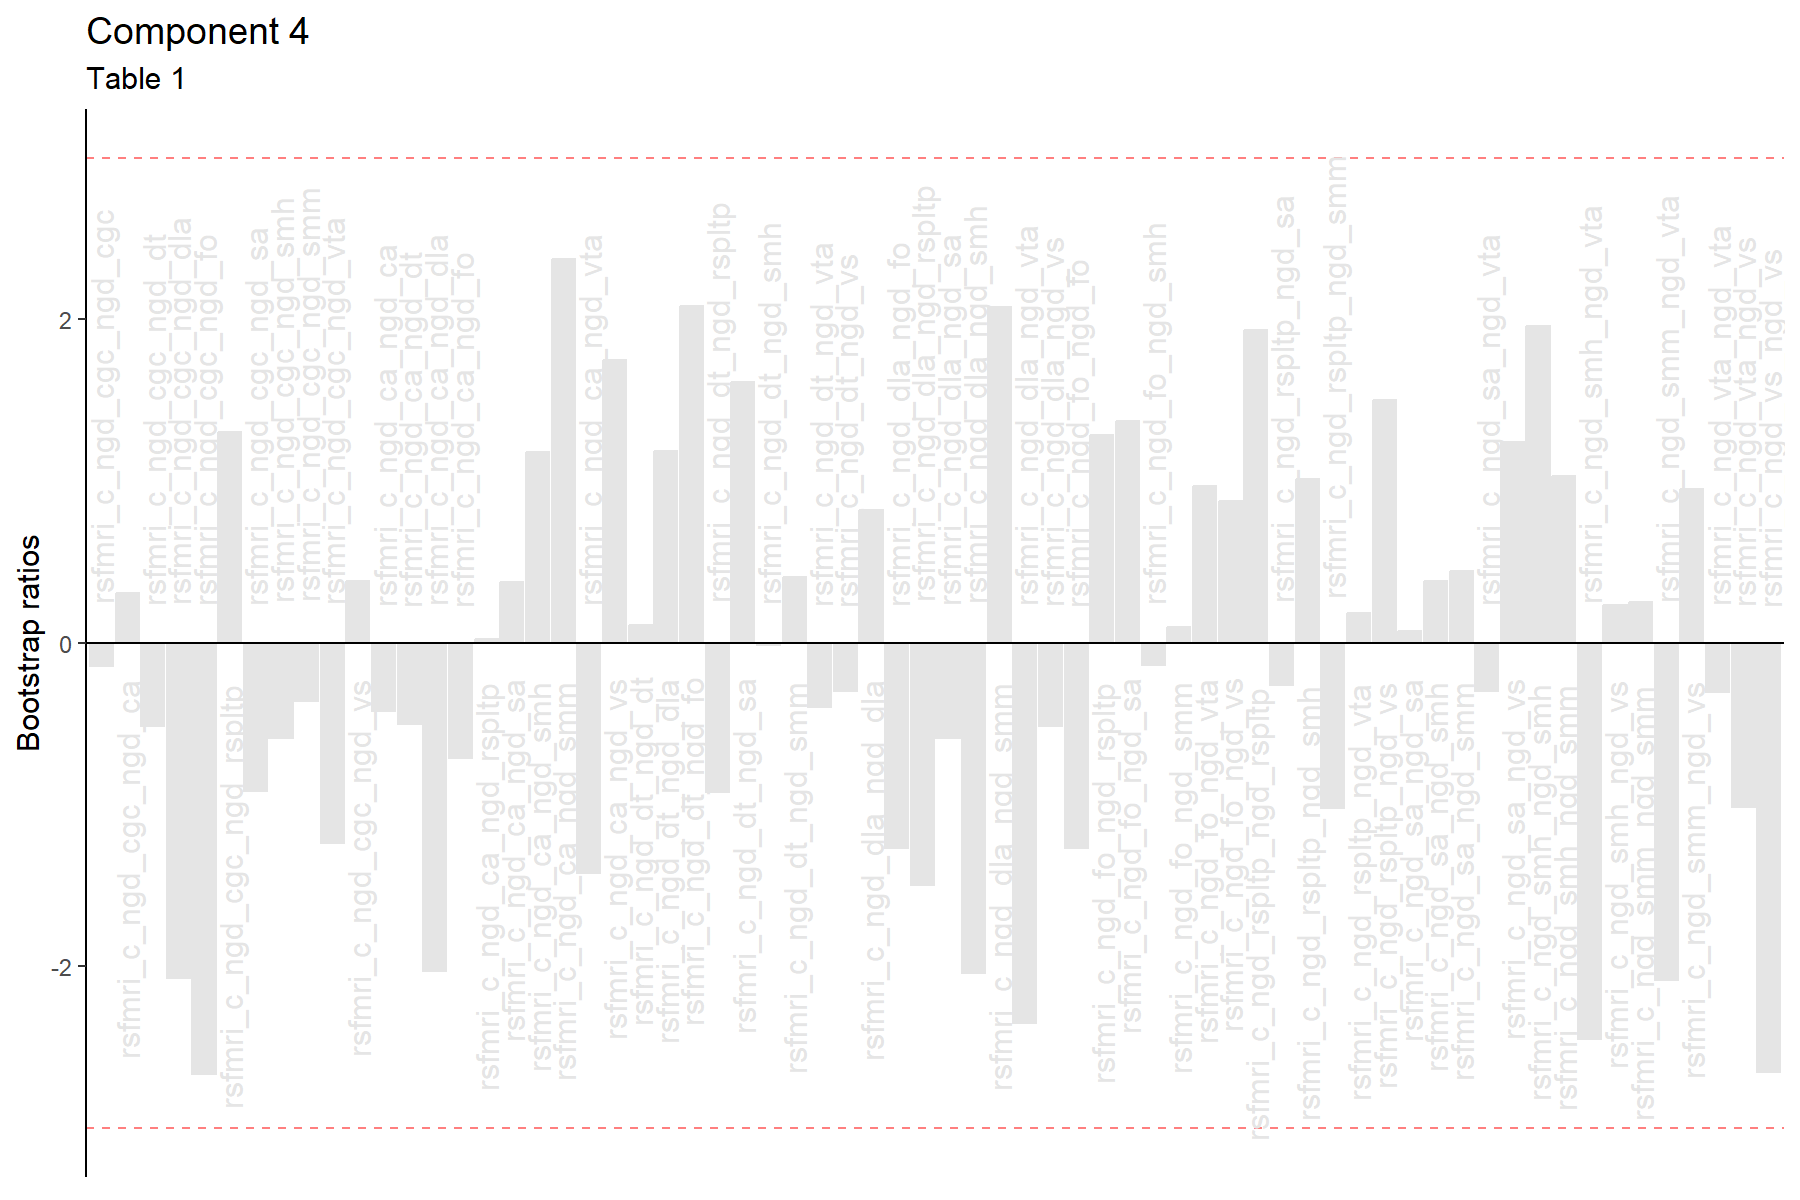 Component 4
Table 1
Bootstrap ratios
2
0
-2
rsfmri_c_ngd_cgc_ngd_cgc
rsfmri_c_ngd_cgc_ngd_ca
rsfmri_c_ngd_cgc_ngd_dt
rsfmri_c_ngd_cgc_ngd_dla
rsfmri_c_ngd_cgc_ngd_fo
rsfmri_c_ngd_cgc_ngd_rspltp
rsfmri_c_ngd_cgc_ngd_sa
rsfmri_c_ngd_cgc_ngd_smh
rsfmri_c_ngd_cgc_ngd_smm
rsfmri_c_ngd_cgc_ngd_vta
rsfmri_c_ngd_cgc_ngd_vs
rsfmri_c_ngd_ca_ngd_ca
rsfmri_c_ngd_ca_ngd_dt
rsfmri_c_ngd_ca_ngd_dla
rsfmri_c_ngd_ca_ngd_fo
rsfmri_c_ngd_ca_ngd_rspltp
rsfmri_c_ngd_ca_ngd_sa
rsfmri_c_ngd_ca_ngd_smh
rsfmri_c_ngd_ca_ngd_smm
rsfmri_c_ngd_ca_ngd_vta
rsfmri_c_ngd_ca_ngd_vs
rsfmri_c_ngd_dt_ngd_dt
rsfmri_c_ngd_dt_ngd_dla
rsfmri_c_ngd_dt_ngd_fo
rsfmri_c_ngd_dt_ngd_rspltp
rsfmri_c_ngd_dt_ngd_sa
rsfmri_c_ngd_dt_ngd_smh
rsfmri_c_ngd_dt_ngd_smm
rsfmri_c_ngd_dt_ngd_vta
rsfmri_c_ngd_dt_ngd_vs
rsfmri_c_ngd_dla_ngd_dla
rsfmri_c_ngd_dla_ngd_fo
rsfmri_c_ngd_dla_ngd_rspltp
rsfmri_c_ngd_dla_ngd_sa
rsfmri_c_ngd_dla_ngd_smh
rsfmri_c_ngd_dla_ngd_smm
rsfmri_c_ngd_dla_ngd_vta
rsfmri_c_ngd_dla_ngd_vs
rsfmri_c_ngd_fo_ngd_fo
rsfmri_c_ngd_fo_ngd_rspltp
rsfmri_c_ngd_fo_ngd_sa
rsfmri_c_ngd_fo_ngd_smh
rsfmri_c_ngd_fo_ngd_smm
rsfmri_c_ngd_fo_ngd_vta
rsfmri_c_ngd_fo_ngd_vs
rsfmri_c_ngd_rspltp_ngd_rspltp
rsfmri_c_ngd_rspltp_ngd_sa
rsfmri_c_ngd_rspltp_ngd_smh
rsfmri_c_ngd_rspltp_ngd_smm
rsfmri_c_ngd_rspltp_ngd_vta
rsfmri_c_ngd_rspltp_ngd_vs
rsfmri_c_ngd_sa_ngd_sa
rsfmri_c_ngd_sa_ngd_smh
rsfmri_c_ngd_sa_ngd_smm
rsfmri_c_ngd_sa_ngd_vta
rsfmri_c_ngd_sa_ngd_vs
rsfmri_c_ngd_smh_ngd_smh
rsfmri_c_ngd_smh_ngd_smm
rsfmri_c_ngd_smh_ngd_vta
rsfmri_c_ngd_smh_ngd_vs
rsfmri_c_ngd_smm_ngd_smm
rsfmri_c_ngd_smm_ngd_vta
rsfmri_c_ngd_smm_ngd_vs
rsfmri_c_ngd_vta_ngd_vta
rsfmri_c_ngd_vta_ngd_vs
rsfmri_c_ngd_vs_ngd_vs